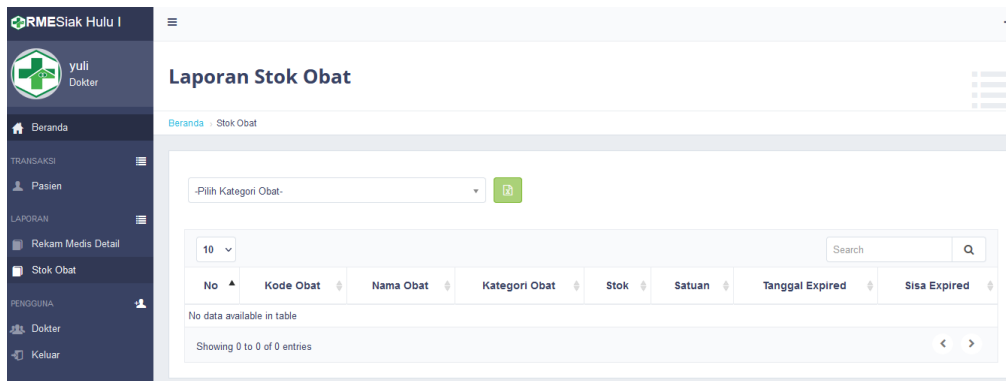 RMESiak Hulu I
yuli
Dokter
Beranda
TRANSAKSI
Pasien
LAPORAN
Rekam Medis Detail
Stok Obat
PENGGUNA
Dokter
Keluar
Laporan Stok Obat
Beranda Stok Obat
-Pilih Kategori Obat-
10
Search
No Kode Obat Nama Obat Kategori Obat Stok Satuan Tanggal Expired Sisa Expired
No data available in table
Showing 0 to 0 of 0 entries